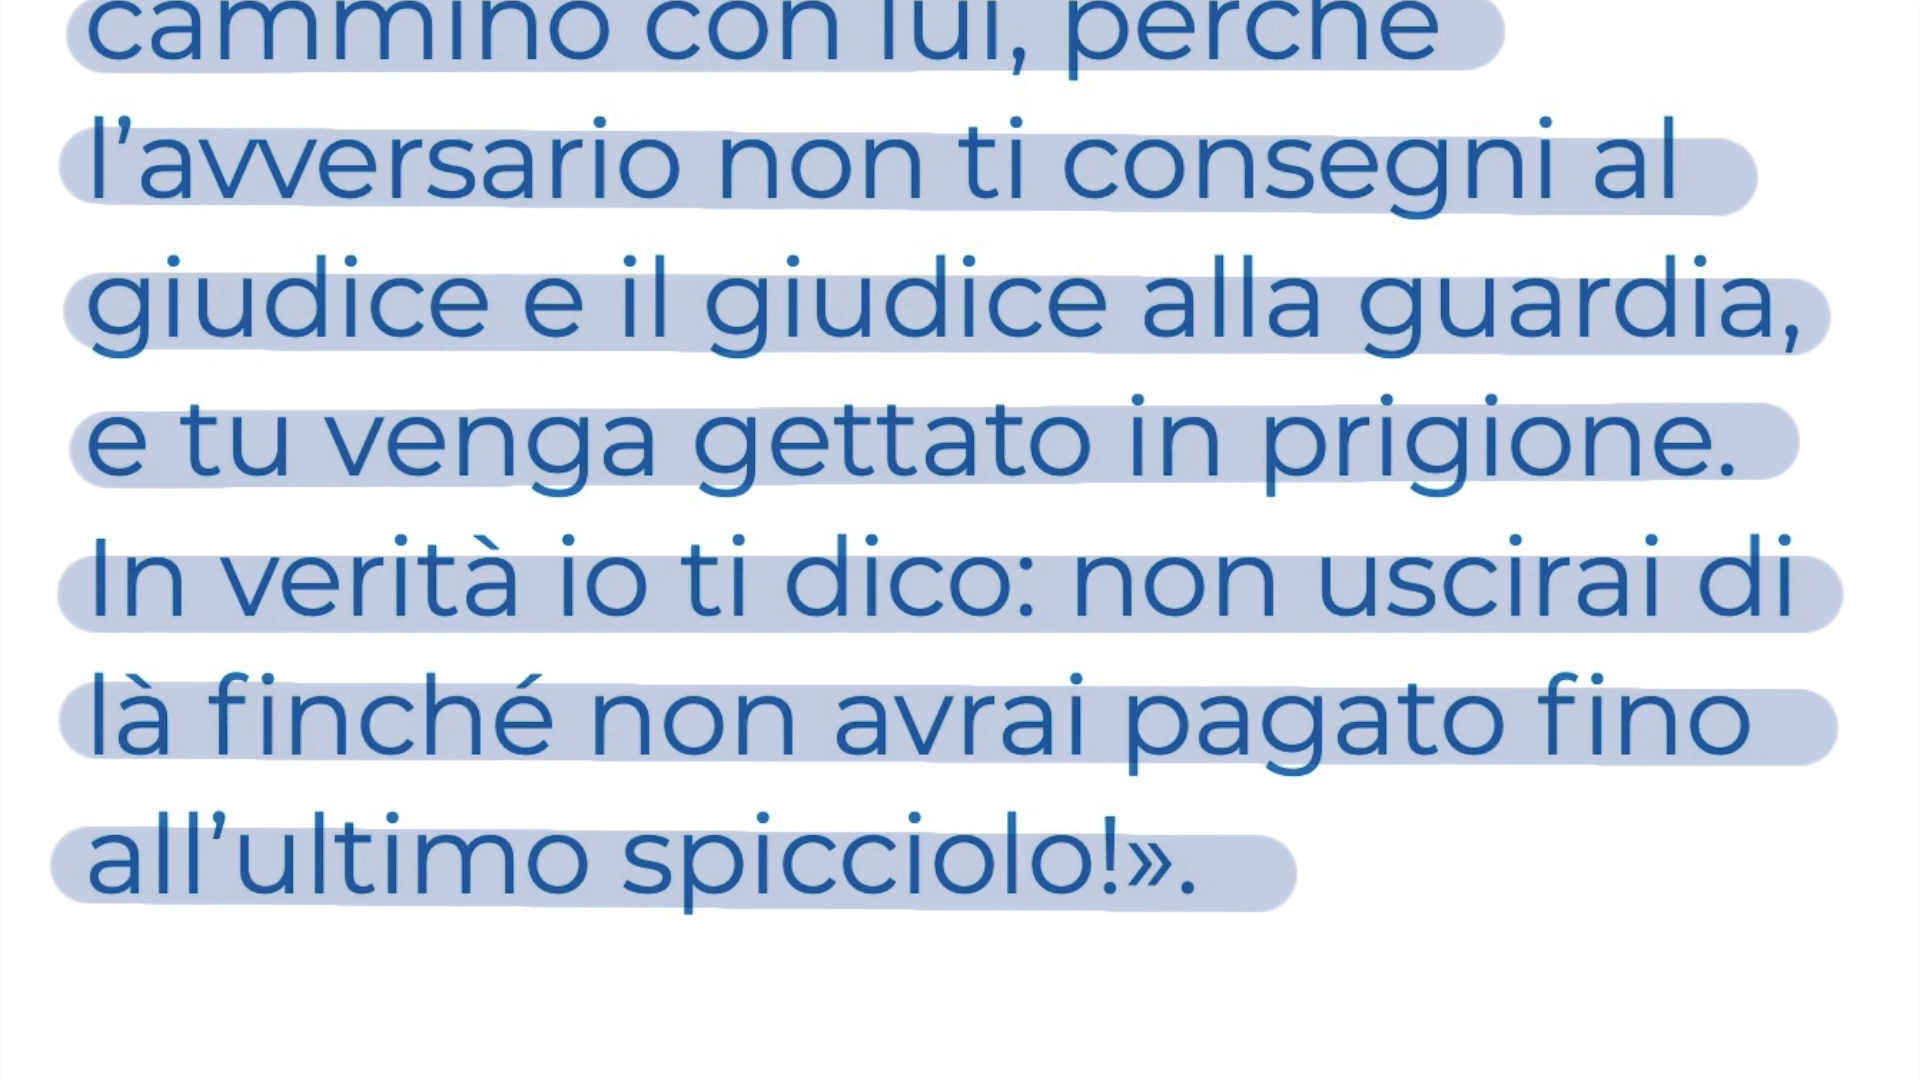 cammino con lui, perché
l’avversario non ti consegni al
giudice e il giudice alla guardia,
e tu venga gettato in prigione.
In verità io ti dico: non uscirai di
là finché non avrai pagato fino
all’ultimo spicciolo!».